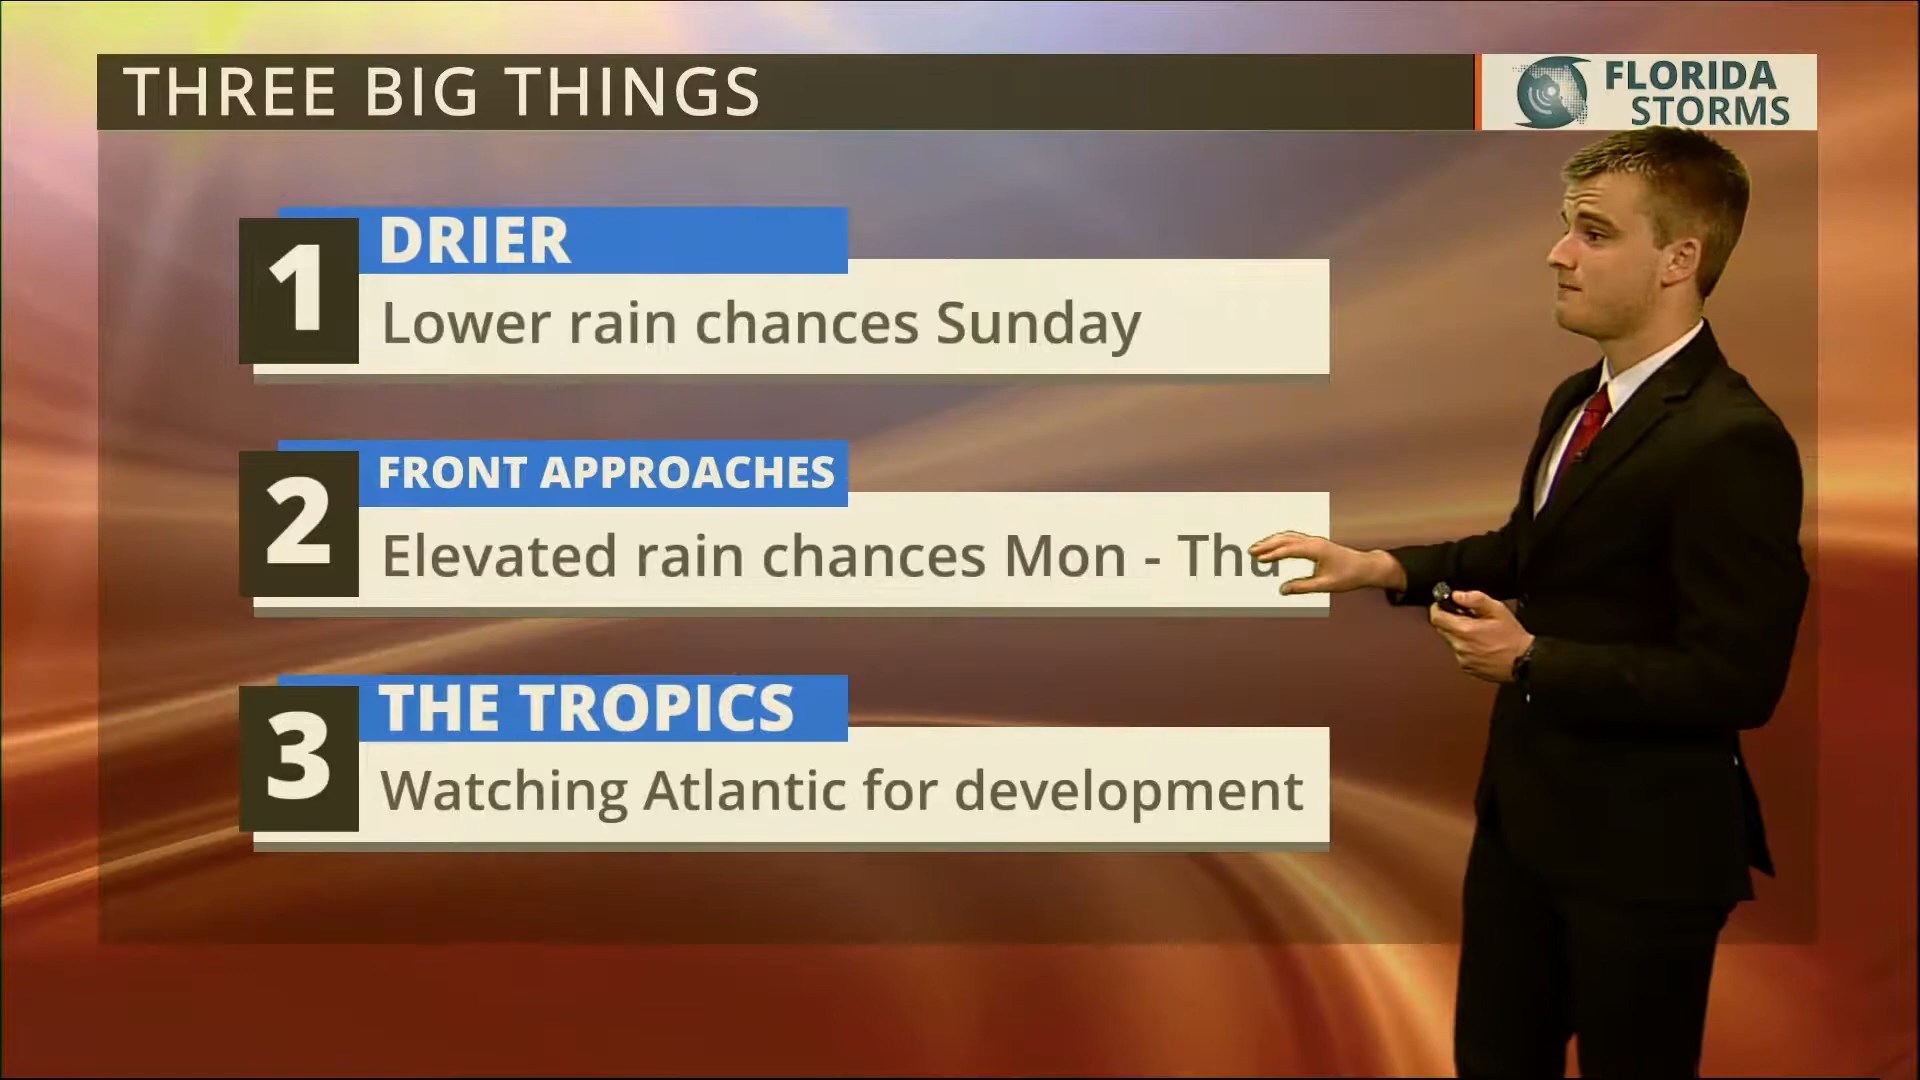 THREE BIG THINGS
FLORIDA
STORMS
1
DRIER
Lower rain chances Sunday
2
FRONT APPROACHES
Elevated rain chances Mon - Thu
3
THE TROPICS
Watching Atlantic for development